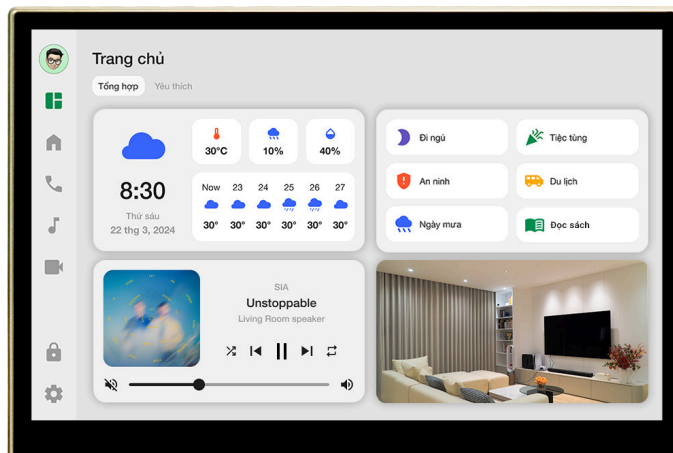 Trang chủ
Tổng hợp Yêu thích
30°C 10% 40%
8:30
Thứ sáu
22 thg 3, 2024
Now 23 24 25 26 27
30° 30° 30° 30° 30° 30°
Đi ngủ Tiệc tùng
An ninh Du lịch
Ngày mưa Đọc sách
SIA
Unstoppable
Living Room speaker